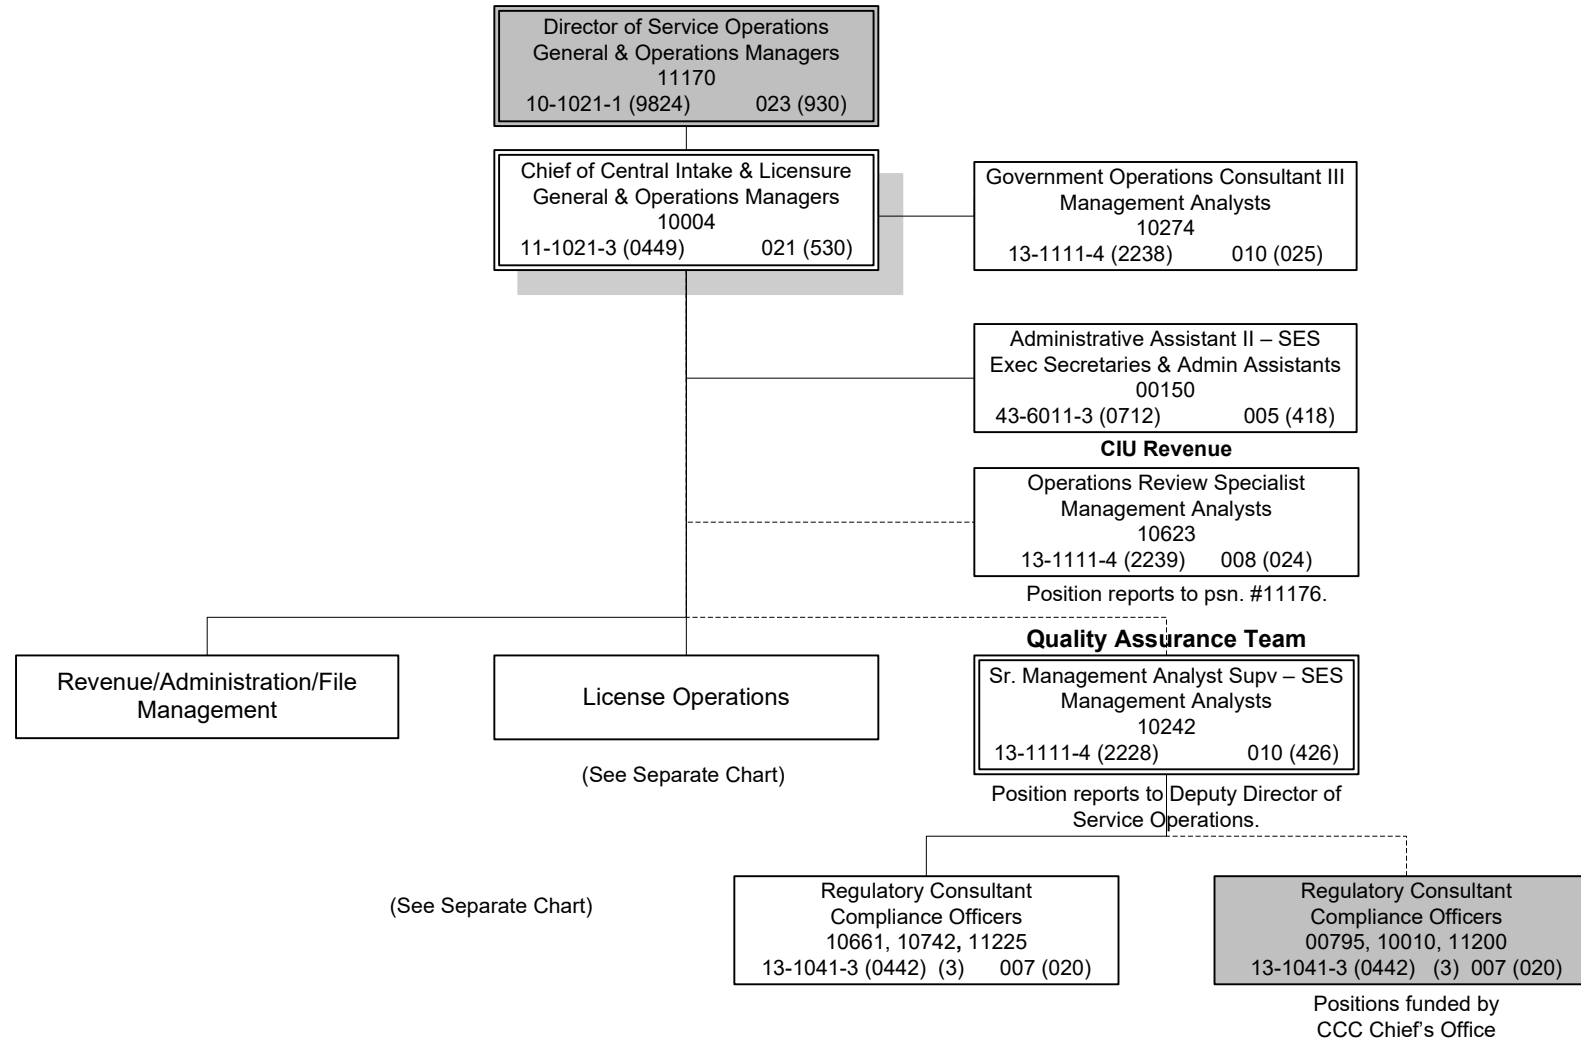 Director of Service Operations
General & Operations Managers
11170
10-1021-1 (9824) 023 (930)
Chief of Central Intake & Licensure
General & Operations Managers
10004
11-1021-3 (0449) 021 (530)
Government Operations Consultant III
Management Analysts
10274
13-1111-4 (2238) 010 (025)
Administrative Assistant II – SES
Exec Secretaries & Admin Assistants
00150
43-6011-3 (0712) 005 (418)
CIU Revenue
Operations Review Specialist
Management Analysts
10623
13-1111-4 (2239) 008 (024)
Position reports to psn. #11176.
Revenue/Administration/File
Management
License Operations
(See Separate Chart)
Quality Assurance Team
Sr. Management Analyst Supv – SES
Management Analysts
10242
13-1111-4 (2228) 010 (426)
Position reports to Deputy Director of
Service Operations.
(See Separate Chart)
Regulatory Consultant
Compliance Officers
10661, 10742, 11225
13-1041-3 (0442) (3) 007 (020)
Regulatory Consultant
Compliance Officers
00795, 10010, 11200
13-1041-3 (0442) (3) 007 (020)
Positions funded by
CCC Chief's Office